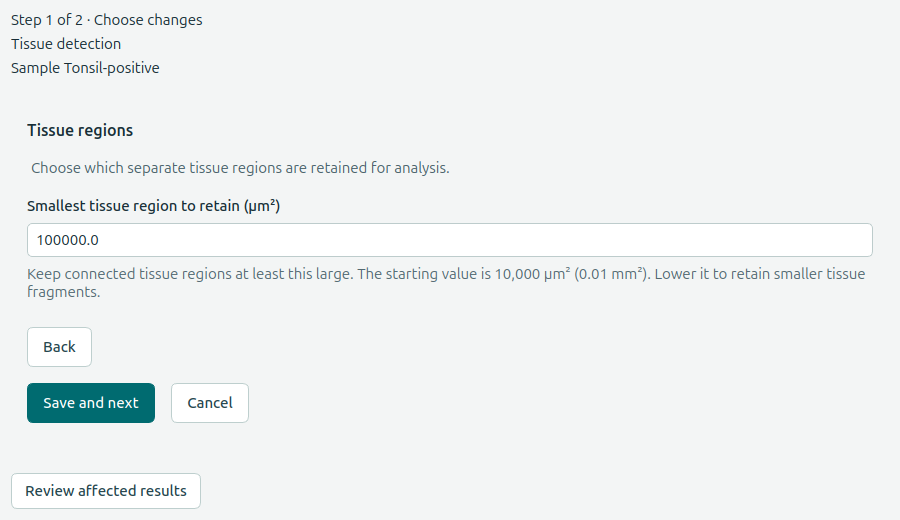 Step 1 of 2 · Choose changes
Tissue detection
Sample Tonsil-positive
Tissue regions
Choose which separate tissue regions are retained for analysis.
Smallest tissue region to retain (µm²)
100000.0
Keep connected tissue regions at least this large. The starting value is 10,000 µm² (0.01 mm²). Lower it to retain smaller tissue
fragments.
Back
Save and next
Cancel
Review affected results